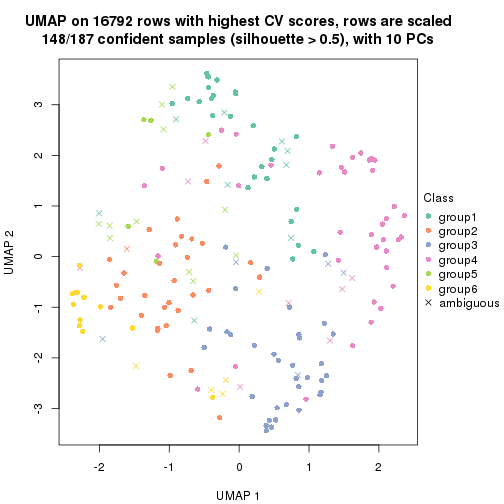 UMAP on 16792 rows with highest CV scores, rows are scaled
148/187 confident samples (silhouette > 0.5), with 10 PCs
3
2
1
0
-1
-2
-3
UMAP 2
-2
-1
0
1
2
UMAP 1
Class
group1
group2
group3
group4
group5
group6
ambiguous